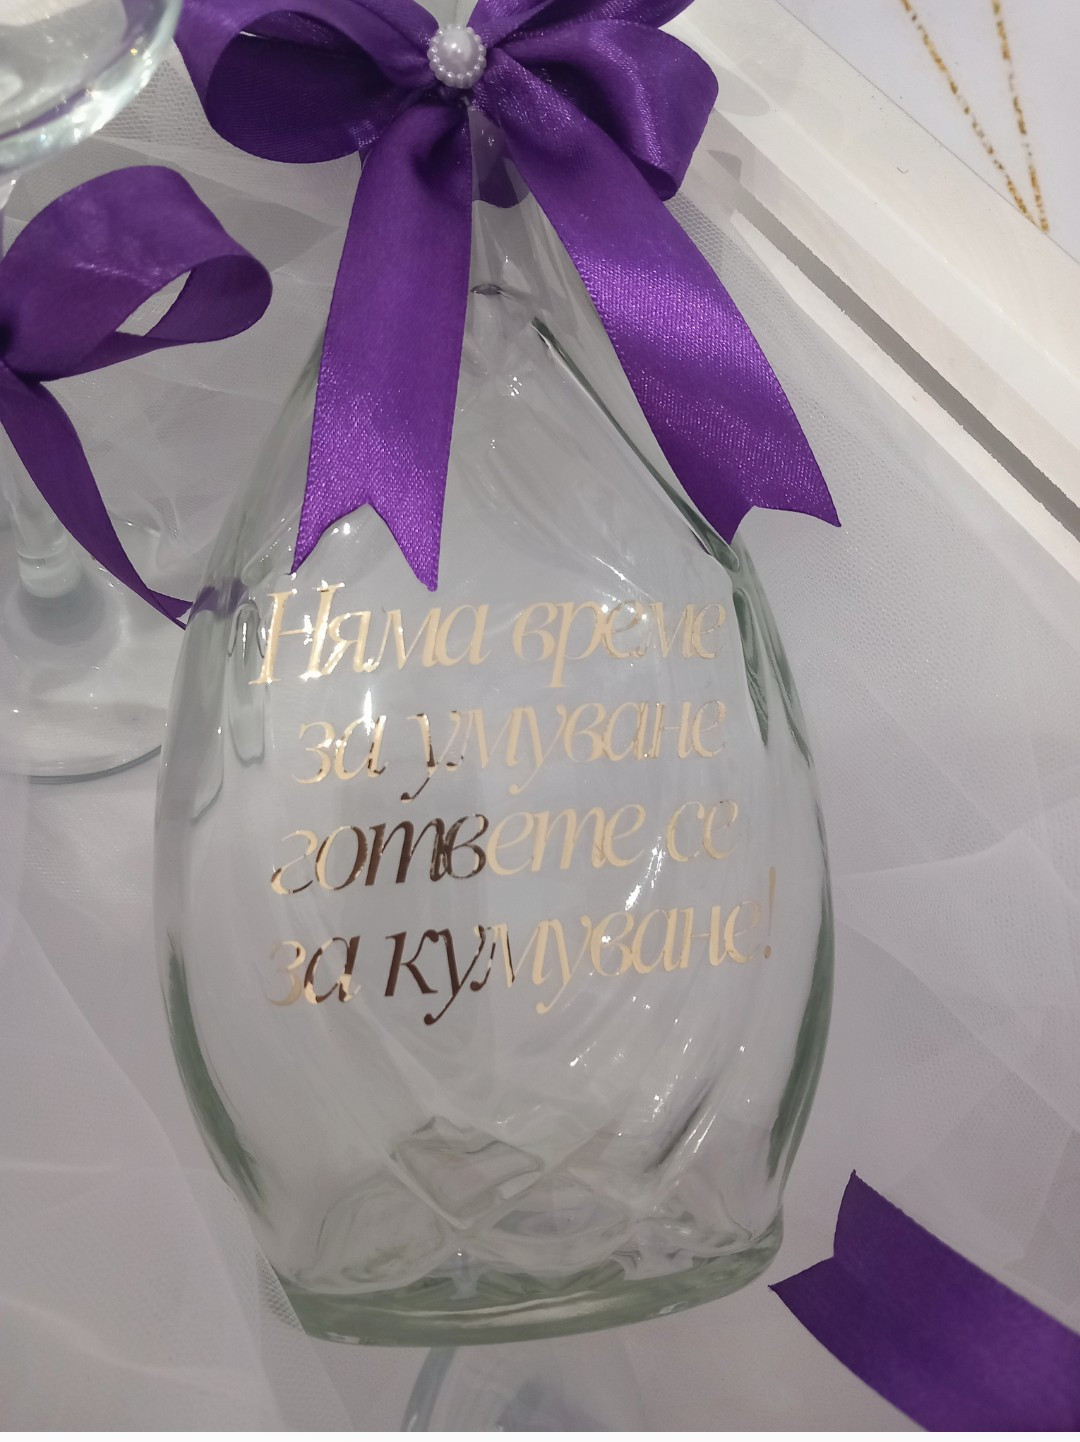 Няма време
за умуване
гответе се
за кумуване!